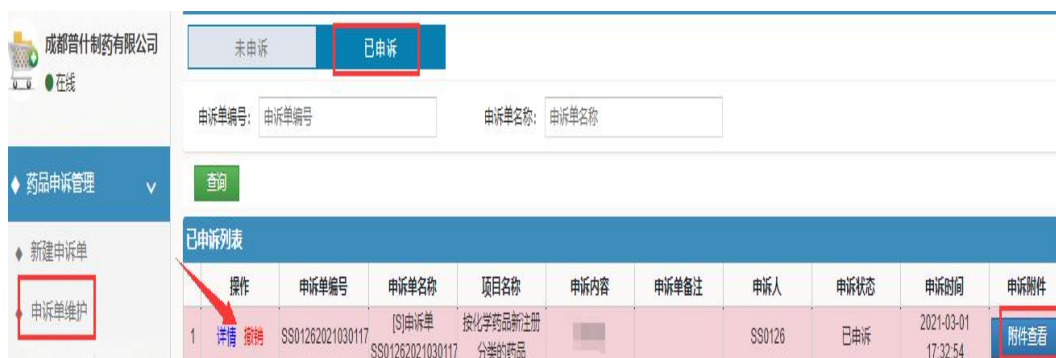 成都普什制药有限公司
在线
药品申诉管理
新建申诉单
申诉单维护
未申诉
已申诉
申诉单编号: 申诉单编号 申诉单名称: 申诉单名称
查询
已申诉列表
操作 申诉单编号 申诉单名称 项目名称 申诉内容 申诉单备注 申诉人 申诉状态 申诉时间 申诉附件
1 详情 撤销 SS01262021030117 [S]申诉单 按化学药品新注册 SS0126 已申诉 2021-03-01 附件查看
SS01262021030117 分类的药品 17:32:54